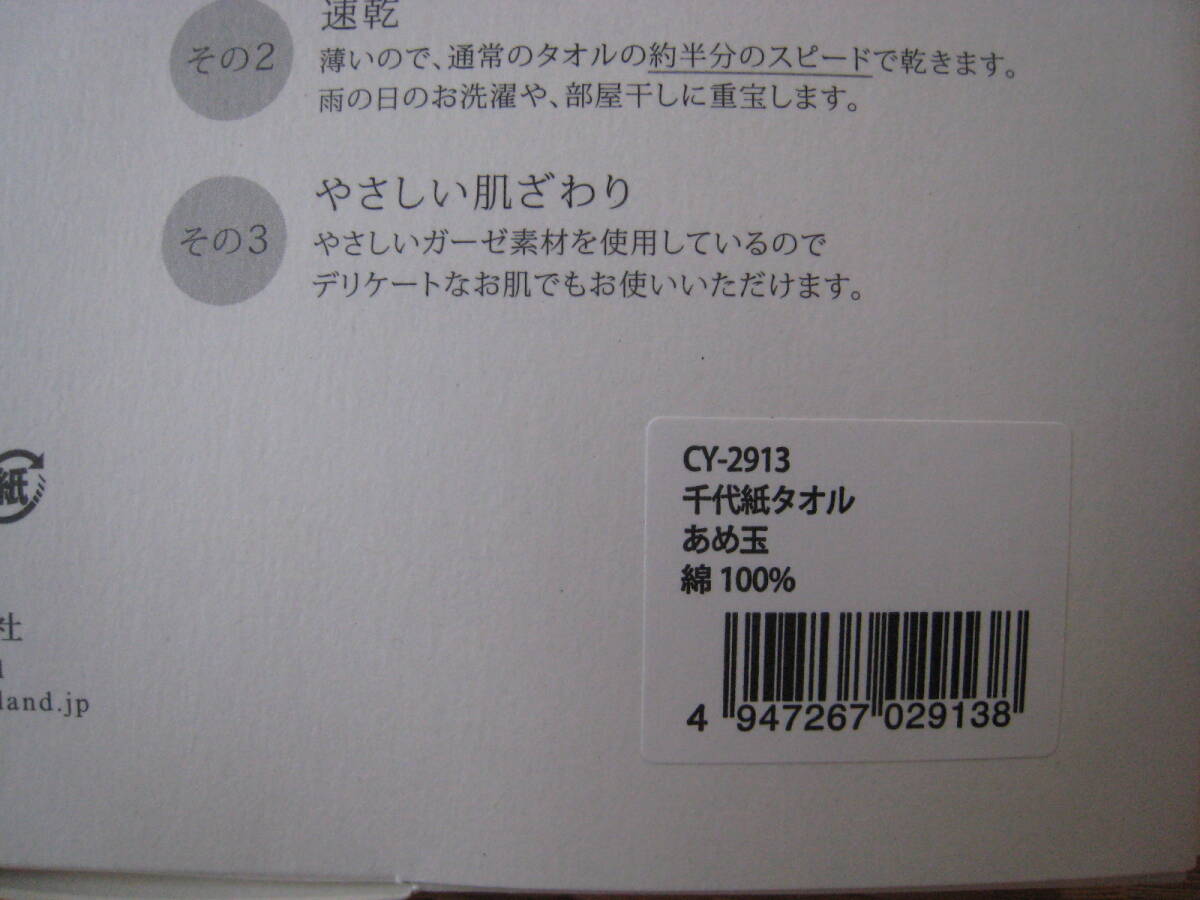 速乾
その2
薄いので、通常のタオルの約半分のスピードで乾きます。
雨の日のお洗濯や、部屋干しに重宝します。
やさしい肌ざわり
その3
やさしいガーゼ素材を使用しているので
デリケートなお肌でもお使いいただけます。
紙
社
land.jp
CY-2913
千代紙タオル
あめ玉
綿 100%
4 947267 029138